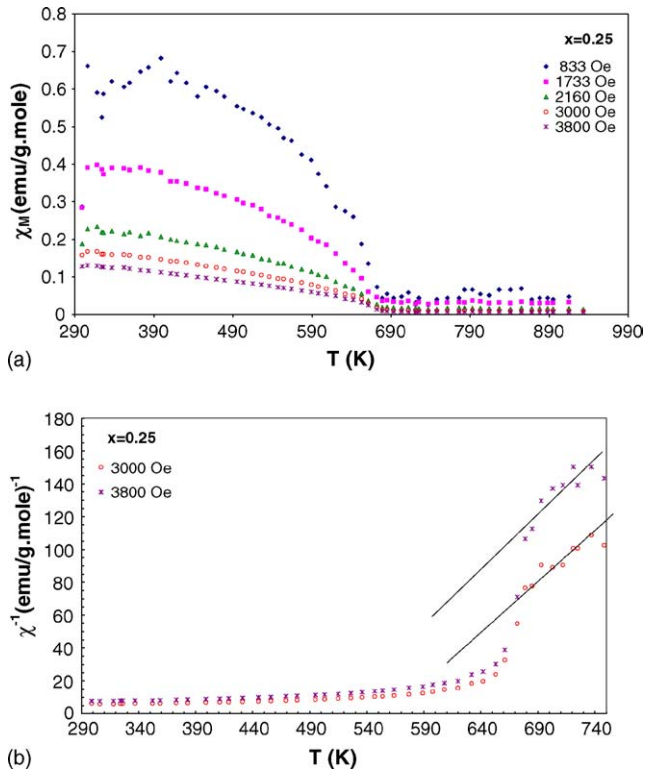 0.8
0.7
0.6
0.5
0.4
0.3
0.2
0.1
0
χM(emu/g.mole)
x=0.25
833 Oe
1733 Oe
2160 Oe
3000 Oe
3800 Oe
290 390 490 590 690 790 890 990
T (K)
(a)
180
160
140
120
100
80
60
40
20
0
χ-1(emu/g.mole)-1
x=0.25
3000 Oe
3800 Oe
290 340 390 440 490 540 590 640 690 740
T (K)
(b)